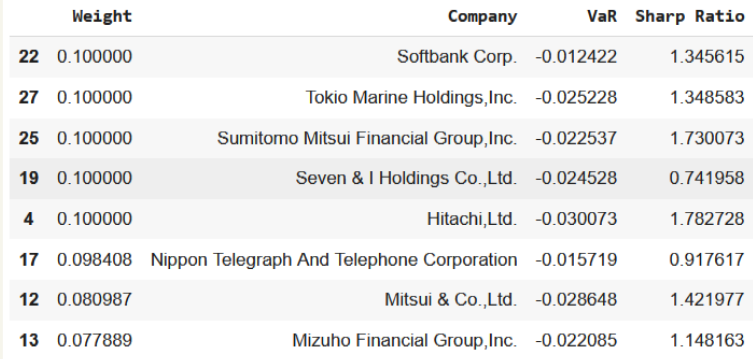 Weight Company VaR Sharp Ratio
22 0.100000 Softbank Corp. -0.012422 1.345615
27 0.100000 Tokio Marine Holdings,Inc. -0.025228 1.348583
25 0.100000 Sumitomo Mitsui Financial Group,Inc. -0.022537 1.730073
19 0.100000 Seven & I Holdings Co.,Ltd. -0.024528 0.741958
4 0.100000 Hitachi,Ltd. -0.030073 1.782728
17 0.098408 Nippon Telegraph And Telephone Corporation -0.015719 0.917617
12 0.080987 Mitsui & Co.,Ltd. -0.028648 1.421977
13 0.077889 Mizuho Financial Group,Inc. -0.022085 1.148163